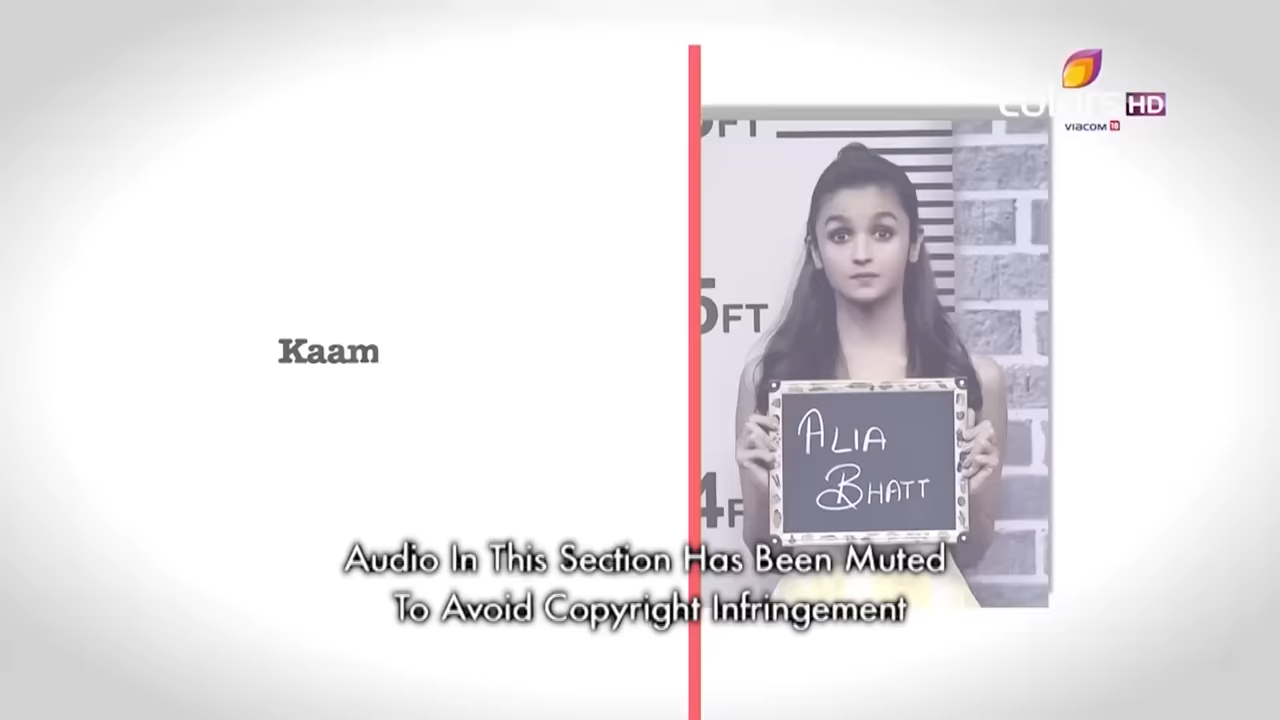 colors HD
VIACOM 18
FT
5FT
Kaam
ALIA
BHATT
4F
Audio In This Section Has Been Muted
To Avoid Copyright Infringement